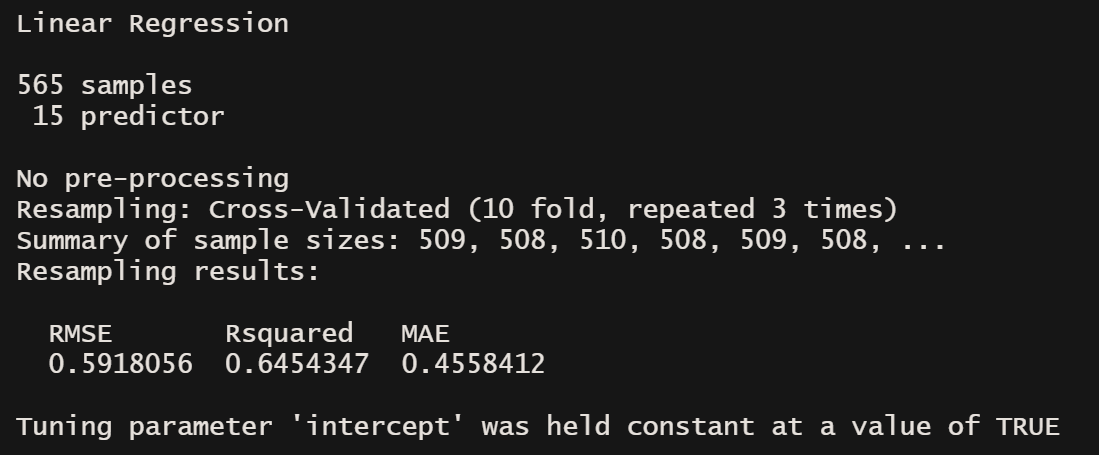 Linear Regression
565 samples
15 predictor
No pre-processing
Resampling: Cross-Validated (10 fold, repeated 3 times)
Summary of sample sizes: 509, 508, 510, 508, 509, 508, ...
Resampling results:
RMSE Rsquared MAE
0.5918056 0.6454347 0.4558412
Tuning parameter 'intercept' was held constant at a value of TRUE